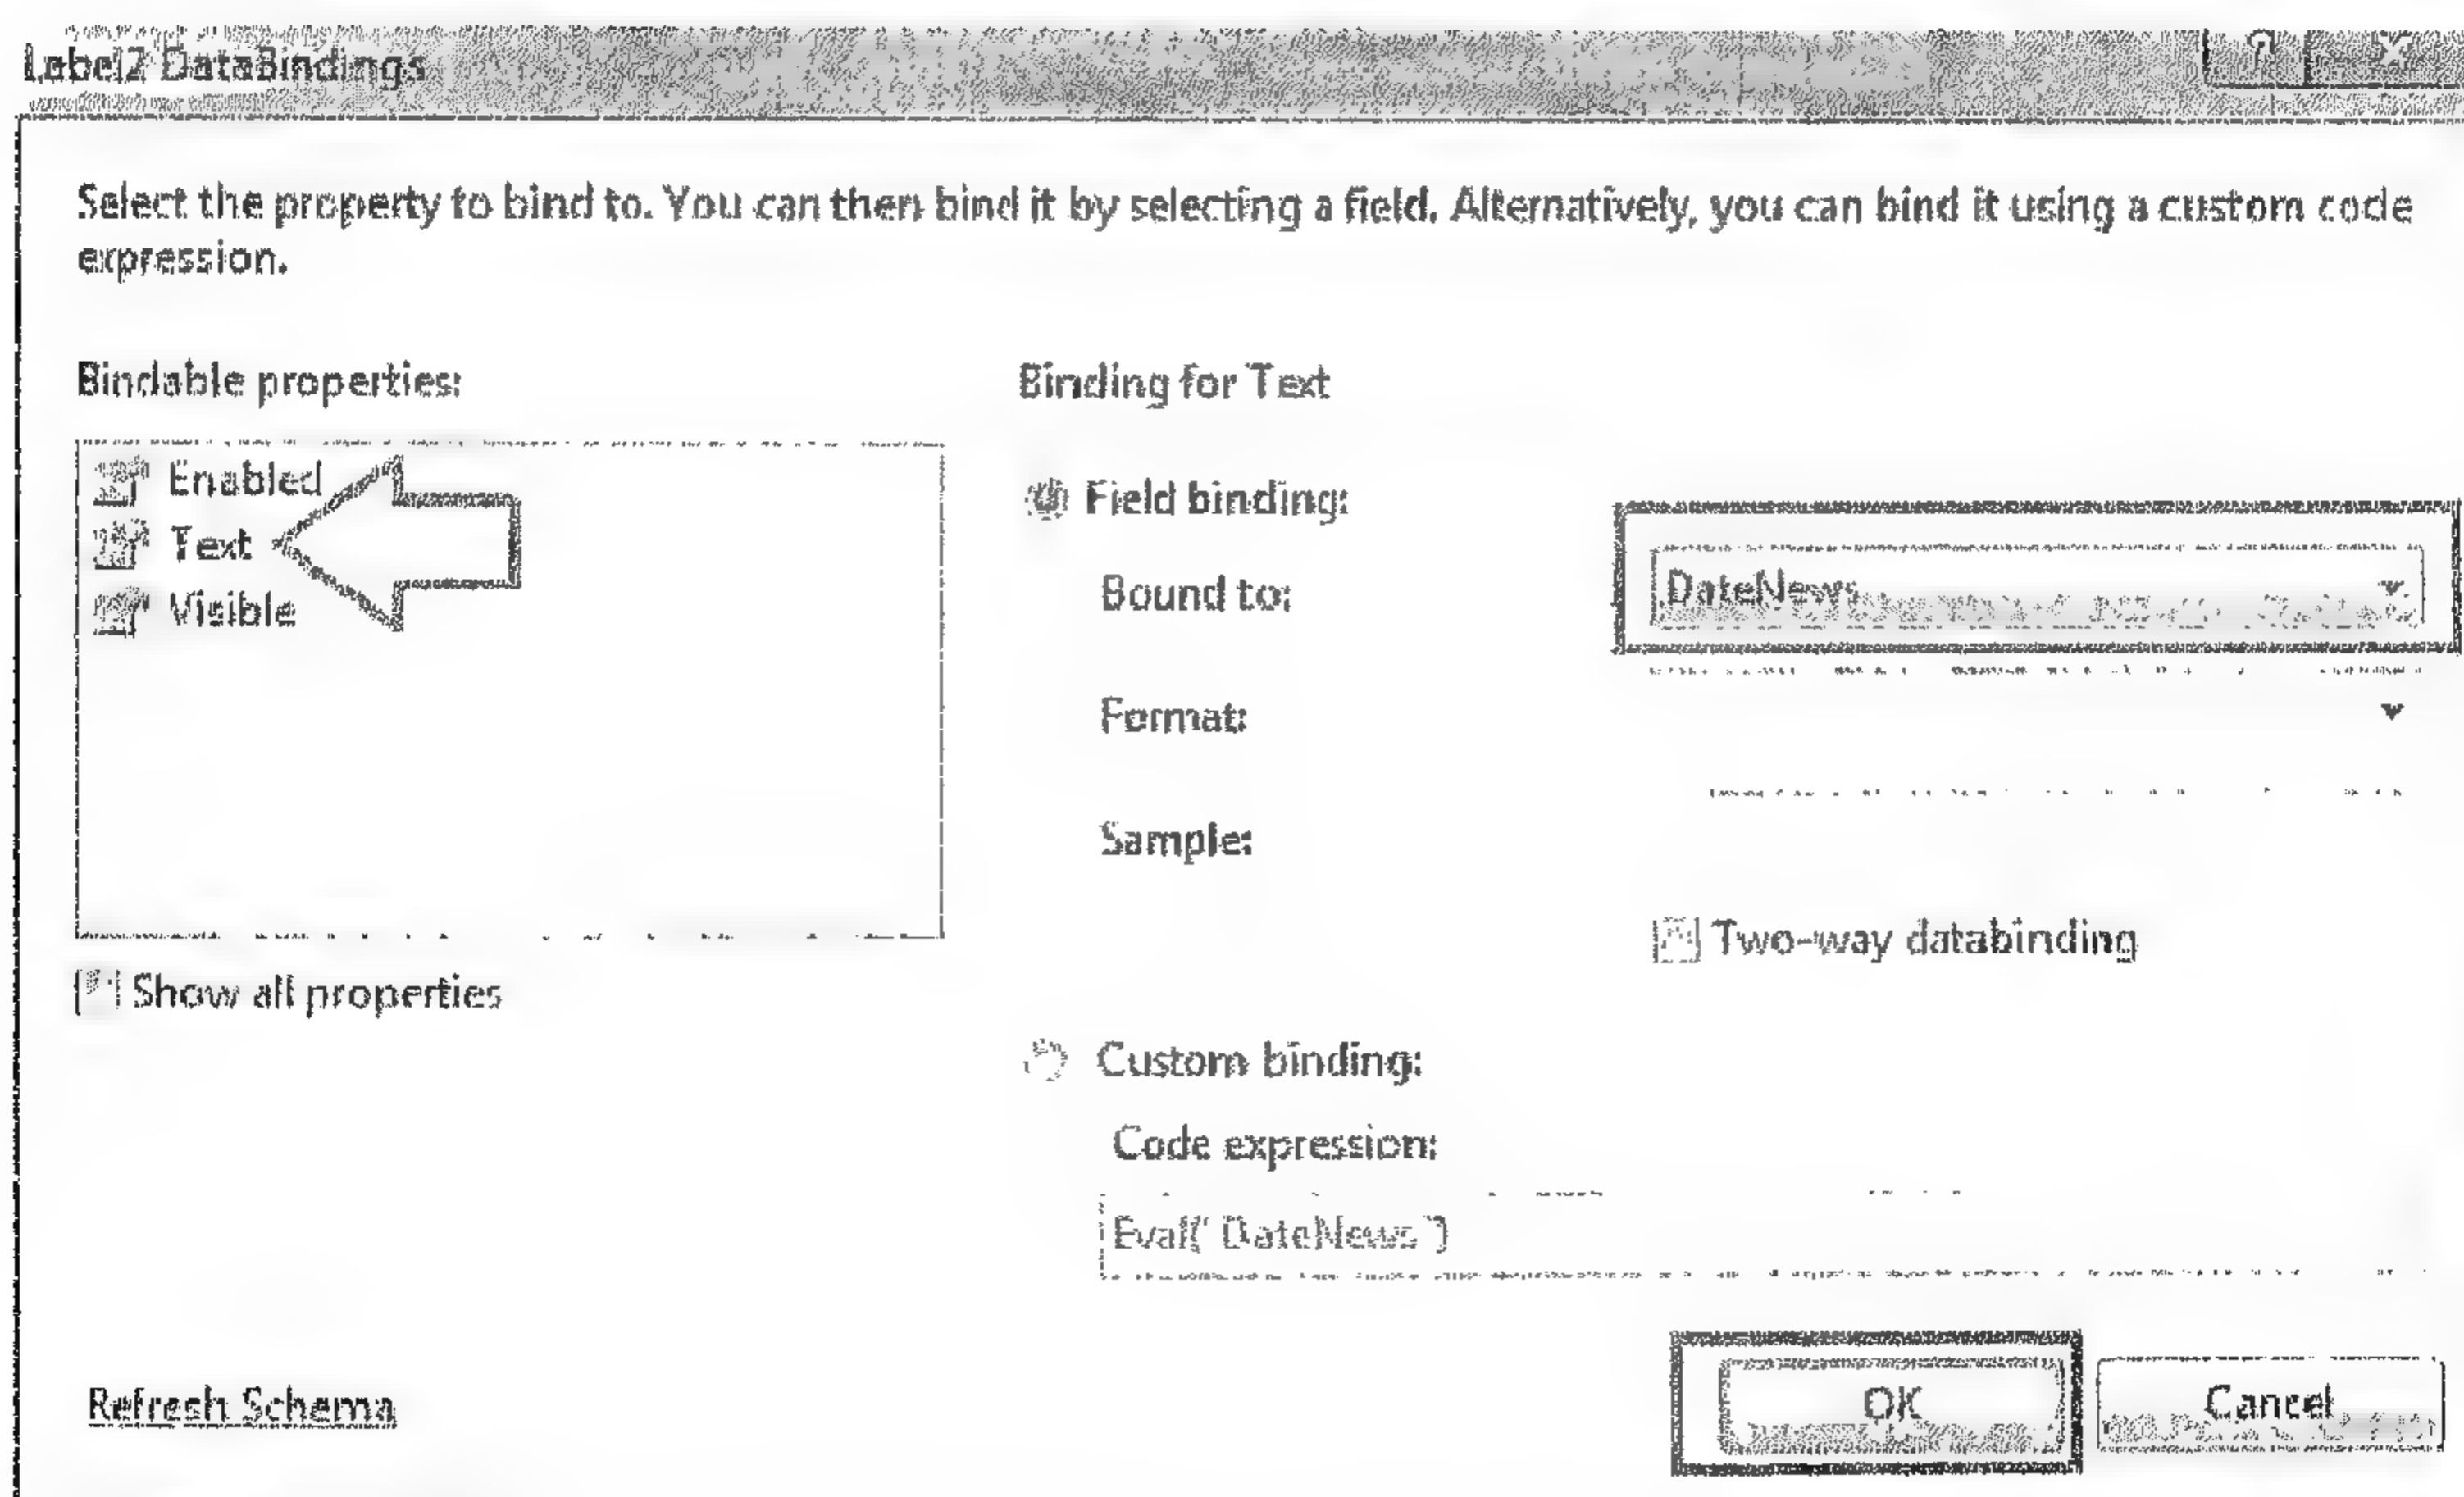 Label2 DataBindings
? X
Select the property to bind to. You can then bind it by selecting a field. Alternatively, you can bind it using a custom code
expression.
Bindable properties:
Enabled
Text
Visible
Show all properties
Binding for Text
Field binding:
Bound to: DateNews
Format:
Sample:
Two-way databinding
Custom binding:
Code expression:
Eval("DateNews")
Refresh Schema
OK Cancel